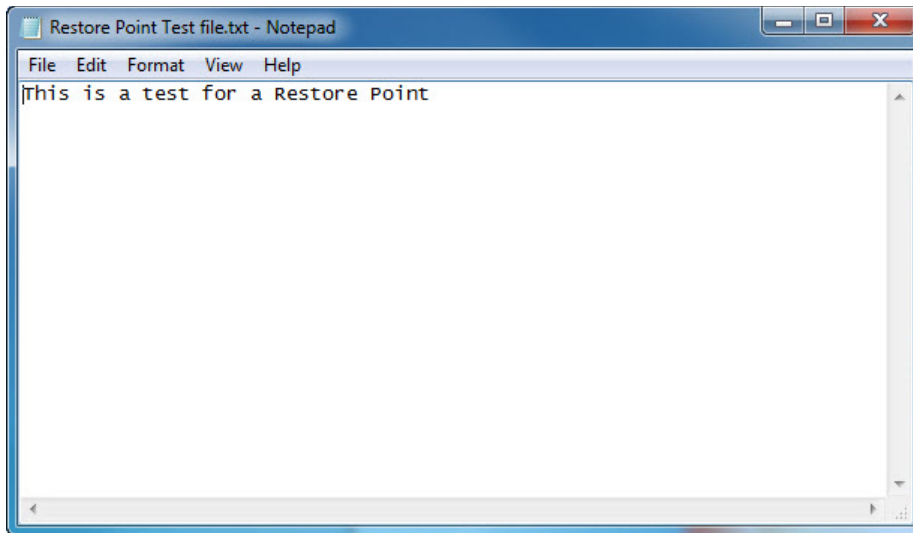 Restore Point Test file.txt - Notepad
File Edit Format View Help
This is a test for a Restore Point